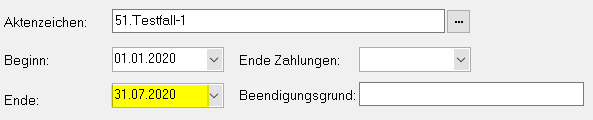 Aktenzeichen: 51.Testfall-1 ...
Beginn: 01.01.2020 Ende Zahlungen:
Ende: 31.07.2020 Beendigungsgrund: